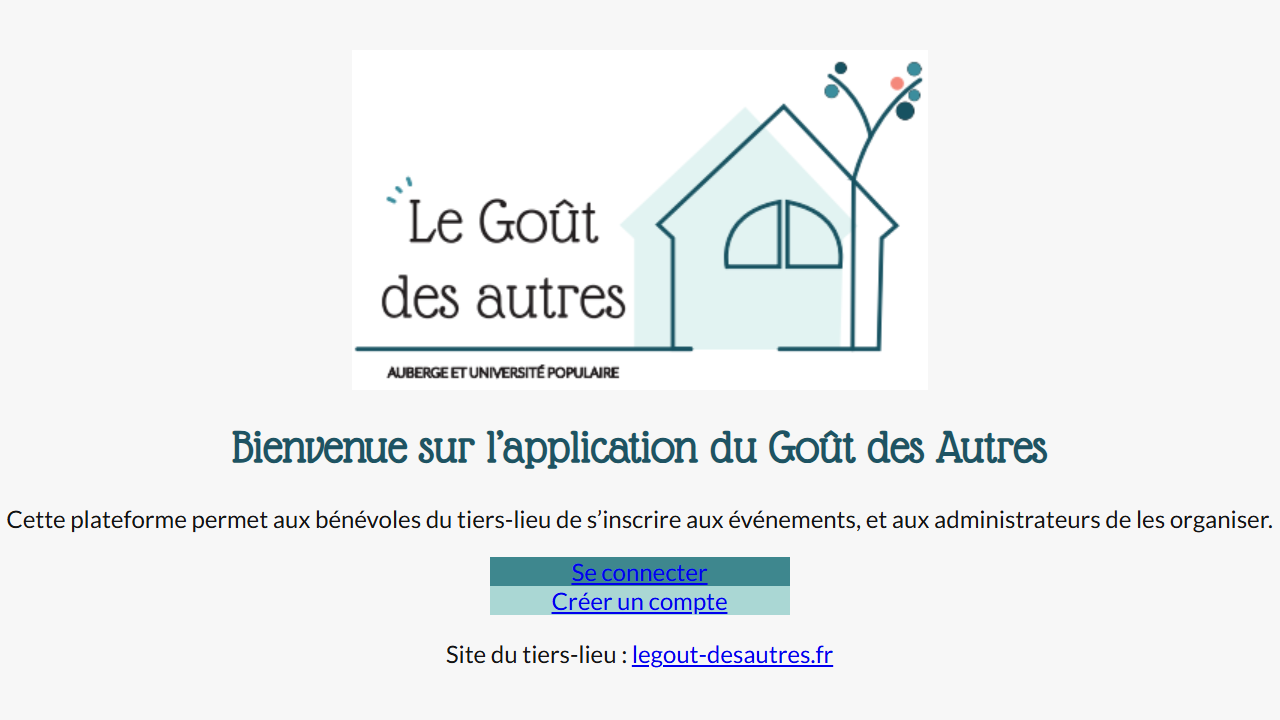 Le Goût
des autres
AUBERGE ET UNIVERSITÉ POPULAIRE
Bienvenue sur l’application du Goût des Autres
Cette plateforme permet aux bénévoles du tiers-lieu de s’inscrire aux événements, et aux administrateurs de les organiser.
Se connecter
Créer un compte
Site du tiers-lieu : legout-desautres.fr